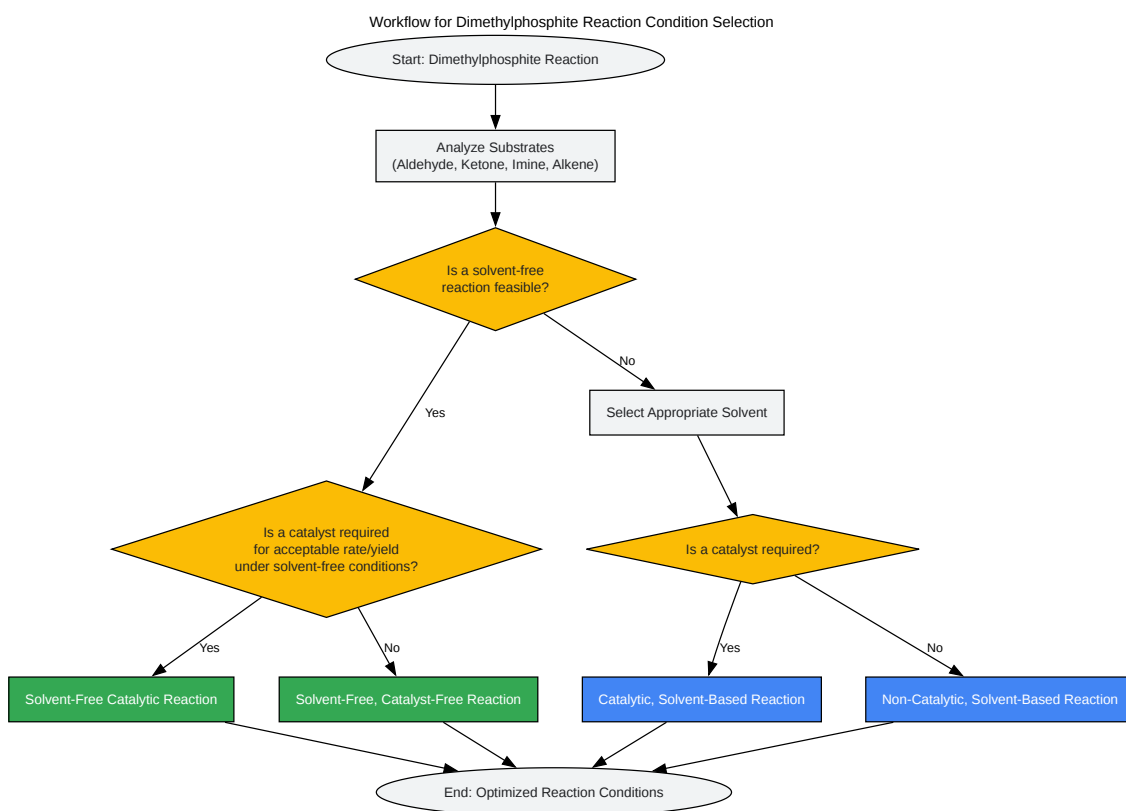 Workflow for Dimethylphosphite Reaction Condition Selection
Start: Dimethylphosphite Reaction
Analyze Substrates
(Aldehyde, Ketone, Imine, Alkene)
Is a solvent-free
reaction feasible?
No
Yes
Select Appropriate Solvent
Is a catalyst required
for acceptable rate/yield
under solvent-free conditions?
Is a catalyst required?
Yes
No
Yes
No
Solvent-Free Catalytic Reaction
Solvent-Free, Catalyst-Free Reaction
Catalytic, Solvent-Based Reaction
Non-Catalytic, Solvent-Based Reaction
End: Optimized Reaction Conditions